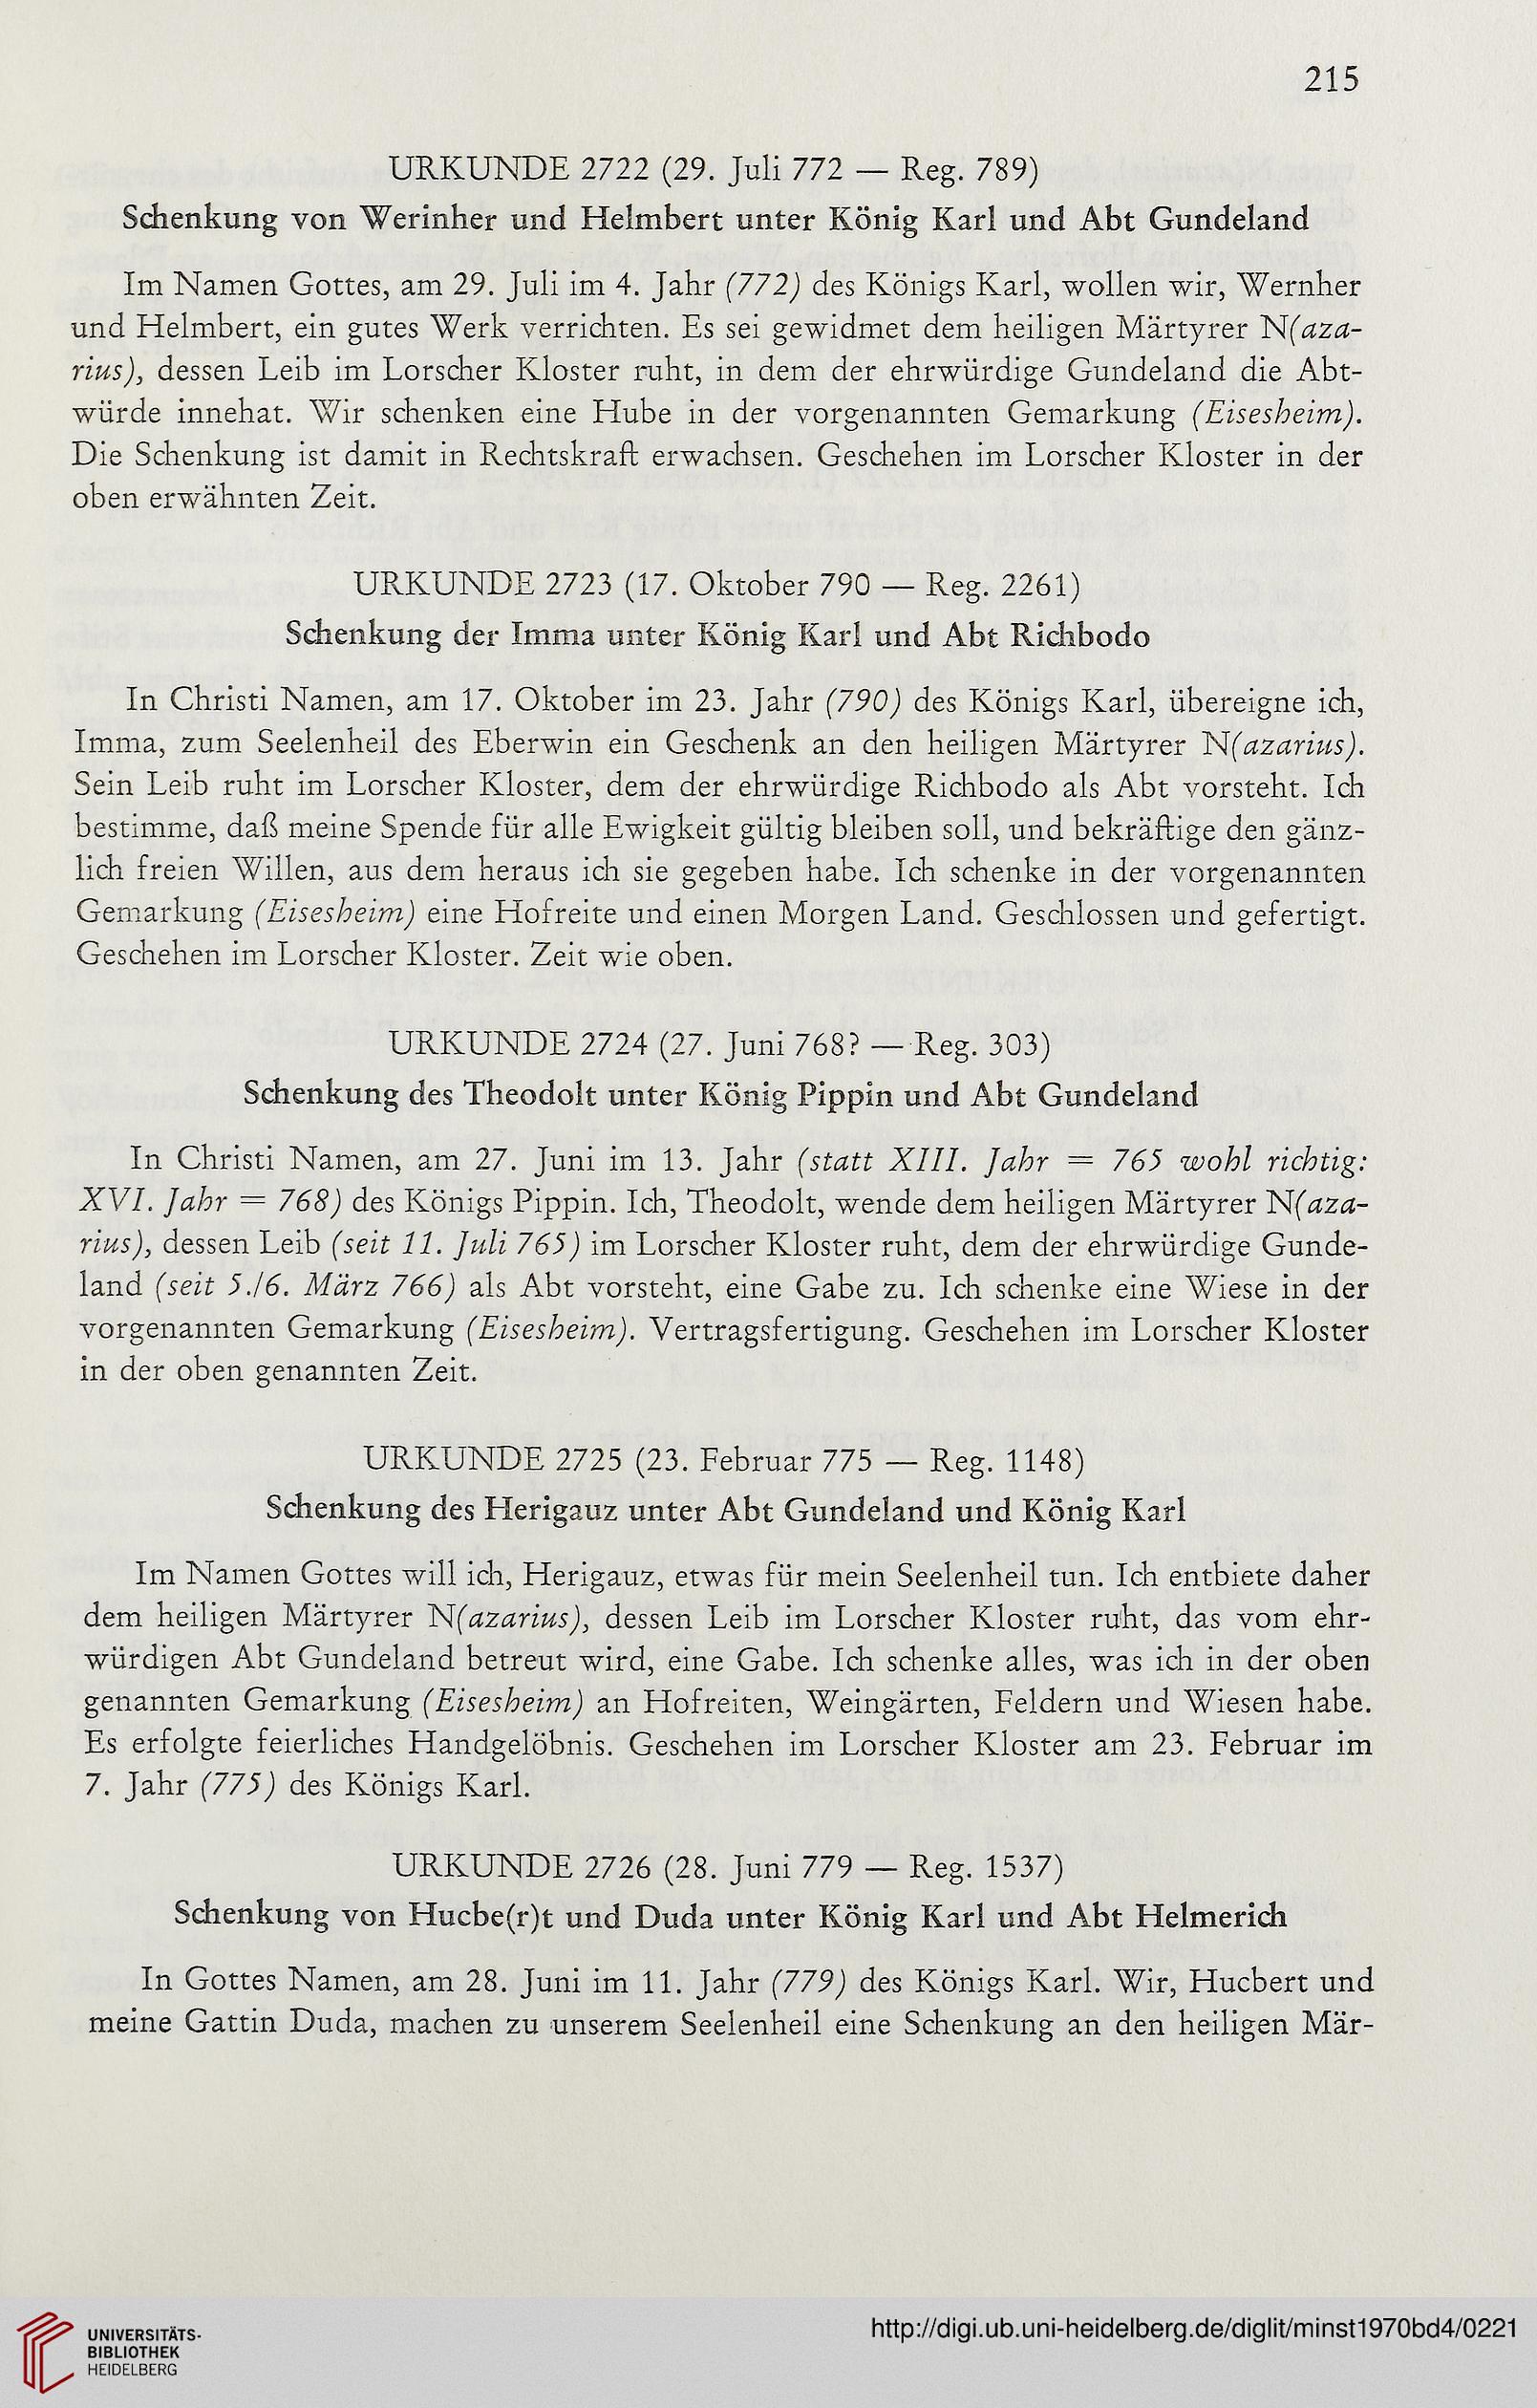 215
URKUNDE 2722 (29. Juli 772 — Reg. 789)
Schenkung von Werinher und Helmbert unter König Karl und Abt Gundeland
Im Namen Gottes, am 29. Juli im 4. Jahr (772) des Königs Karl, wollen wir, Wernher
und Helmbert, ein gutes Werk verrichten. Es sei gewidmet dem heiligen Märtyrer N(aza-
rius), dessen Leib im Lorscher Kloster ruht, in dem der ehrwürdige Gundeland die Abt-
würde innehat. Wir schenken eine Hube in der vorgenannten Gemarkung (Eisesheim).
Die Schenkung ist damit in Rechtskraft erwachsen. Geschehen im Lorscher Kloster in der
oben erwähnten Zeit.
URKUNDE 2723 (17. Oktober 790 — Reg. 2261)
Schenkung der Imma unter König Karl und Abt Richbodo
In Christi Namen, am 17. Oktober im 23. Jahr (790) des Königs Karl, übereigne ich,
Imma, zum Seelenheil des Eberwin ein Geschenk an den heiligen Märtyrer N(azarius).
Sein Leib ruht im Lorscher Kloster, dem der ehrwürdige Richbodo als Abt vorsteht. Ich
bestimme, daß meine Spende für alle Ewigkeit gültig bleiben soll, und bekräftige den gänz-
lich freien Willen, aus dem heraus ich sie gegeben habe. Ich schenke in der vorgenannten
Gemarkung (Eisesheim) eine Hofreite und einen Morgen Land. Geschlossen und gefertigt.
Geschehen im Lorscher Kloster. Zeit wie oben.
URKUNDE 2724 (27. Juni 768? — Reg. 303)
Schenkung des Theodolt unter König Pippin und Abt Gundeland
In Christi Namen, am 27. Juni im 13. Jahr (statt XIII. Jahr = 765 wohl richtig:
XVI. Jahr = 768) des Königs Pippin. Ich, Theodolt, wende dem heiligen Märtyrer N(aza-
rius), dessen Leib (seit 11. Juli 765) im Lorscher Kloster ruht, dem der ehrwürdige Gunde-
land (seit 5./6. März 766) als Abt vorsteht, eine Gabe zu. Ich schenke eine Wiese in der
vorgenannten Gemarkung (Eisesheim). Vertragsfertigung. Geschehen im Lorscher Kloster
in der oben genannten Zeit.
URKUNDE 2725 (23. Februar 775 — Reg. 1148)
Schenkung des Herigauz unter Abt Gundeland und König Karl
Im Namen Gottes will ich, Herigauz, etwas für mein Seelenheil tun. Ich entbiete daher
dem heiligen Märtyrer N(azarius), dessen Leib im Lorscher Kloster ruht, das vom ehr-
würdigen Abt Gundeland betreut wird, eine Gabe. Ich schenke alles, was ich in der oben
genannten Gemarkung (Eisesheim) an Hofreiten, Weingärten, Feldern und Wiesen habe.
Es erfolgte feierliches Handgelöbnis. Geschehen im Lorscher Kloster am 23. Februar im
7. Jahr (775) des Königs Karl.
URKUNDE 2726 (28. Juni 779 — Reg. 1537)
Schenkung von Hucbe(r)t und Duda unter König Karl und Abt Helmerich
In Gottes Namen, am 28. Juni im 11. Jahr (779) des Königs Karl. Wir, Hucbert und
meine Gattin Duda, machen zu unserem Seelenheil eine Schenkung an den heiligen Mär-
UNIVERSITÄTS-
BIBLIOTHEK
HEIDELBERG
http://digi.ub.uni-heidelberg.de/diglit/minst1970bd4/0221